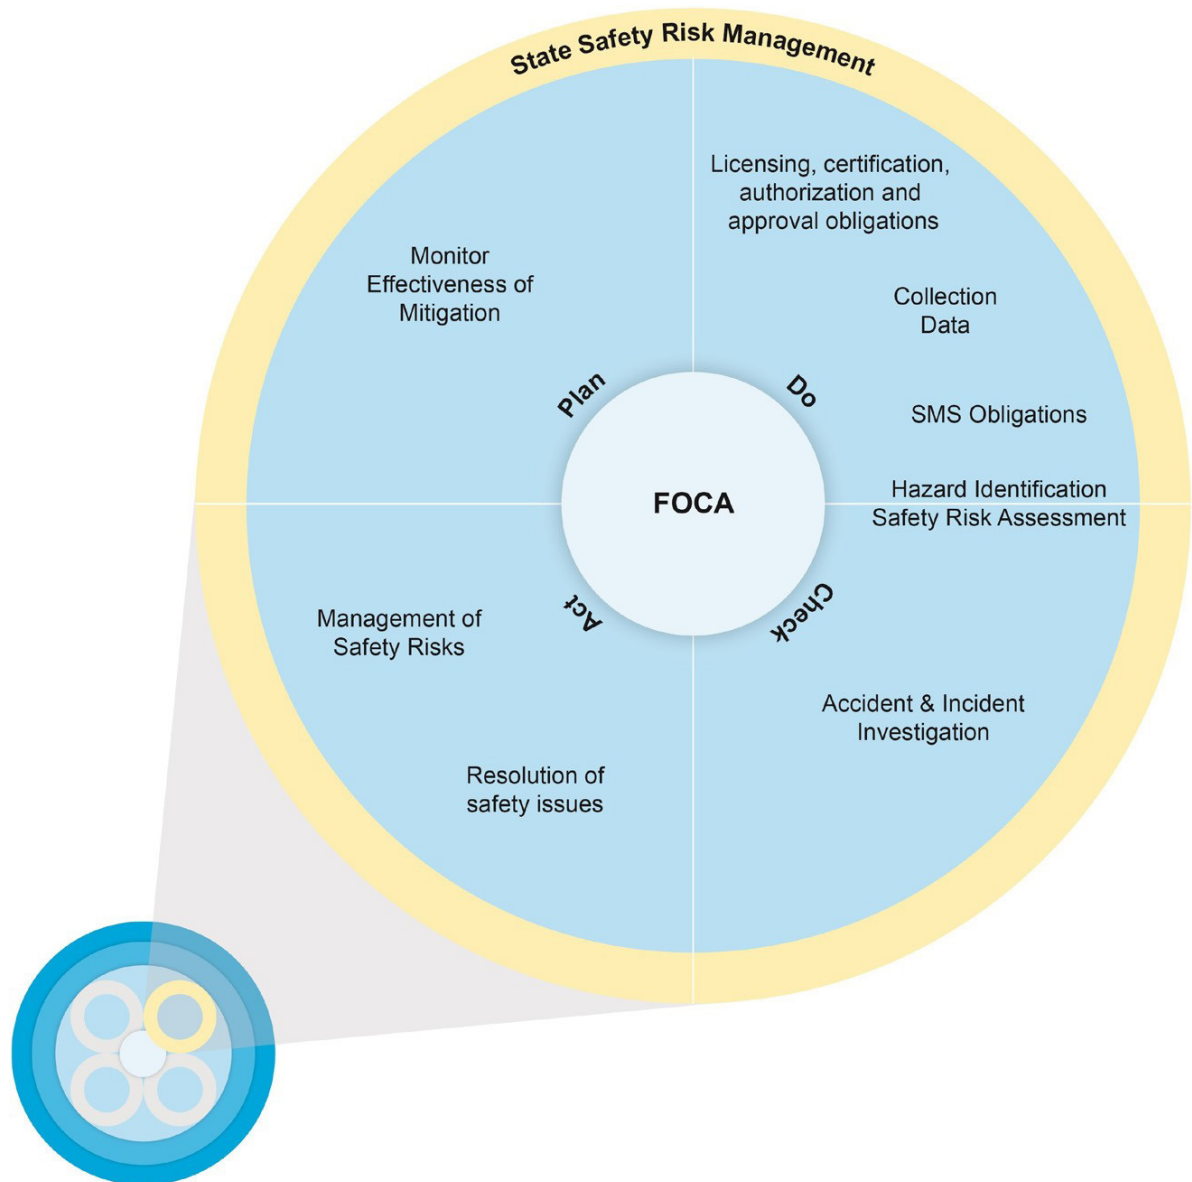 State Safety Risk Management
Licensing, certification,
authorization and
approval obligations
Collection
Data
SMS Obligations
Hazard Identification
Safety Risk Assessment
Accident & Incident
Investigation
Resolution of
safety issues
Management of
Safety Risks
Monitor
Effectiveness of
Mitigation
Plan
Do
Check
Act
FOCA